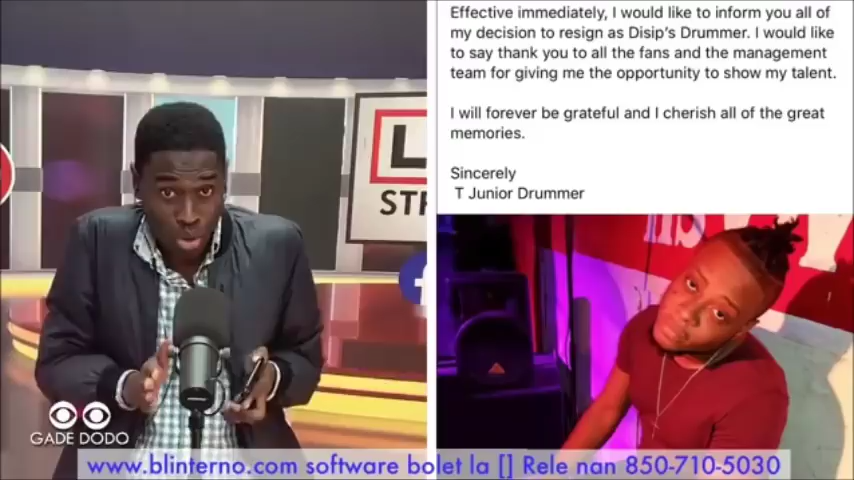 Effective immediately, I would like to inform you all of
my decision to resign as Disip's Drummer. I would like
to say thank you to all the fans and the management
team for giving me the opportunity to show my talent.
I will forever be grateful and I cherish all of the great
memories.
Sincerely
T Junior Drummer
L
STR
f
GADE DODO
www.blinterno.com software bolet la [] Rele nan 850-710-5030